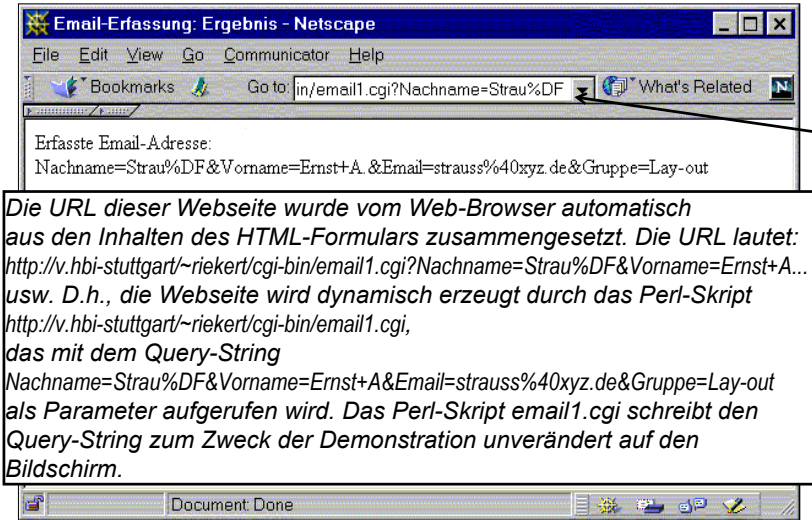 Email-Erfassung: Ergebnis - Netscape
File Edit View Go Communicator Help
Bookmarks Go to: in/email1.cgi?Nachname=Strau%DF What's Related N
Erfasste Email-Adresse:
Nachname=Strau%DF&Vorname=Ernst+A.&Email=strauss%40xyz.de&Gruppe=Lay-out
Die URL dieser Webseite wurde vom Web-Browser automatisch
aus den Inhalten des HTML-Formulars zusammengesetzt. Die URL lautet:
http://v.hbi-stuttgart/~riekert/cgi-bin/email1.cgi?Nachname=Strau%DF&Vorname=Ernst+A...
usw. D.h., die Webseite wird dynamisch erzeugt durch das Perl-Skript
http://v.hbi-stuttgart/~riekert/cgi-bin/email1.cgi,
das mit dem Query-String
Nachname=Strau%DF&Vorname=Ernst+A&Email=strauss%40xyz.de&Gruppe=Lay-out
als Parameter aufgerufen wird. Das Perl-Skript email1.cgi schreibt den
Query-String zum Zweck der Demonstration unverändert auf den
Bildschirm.
Document: Done